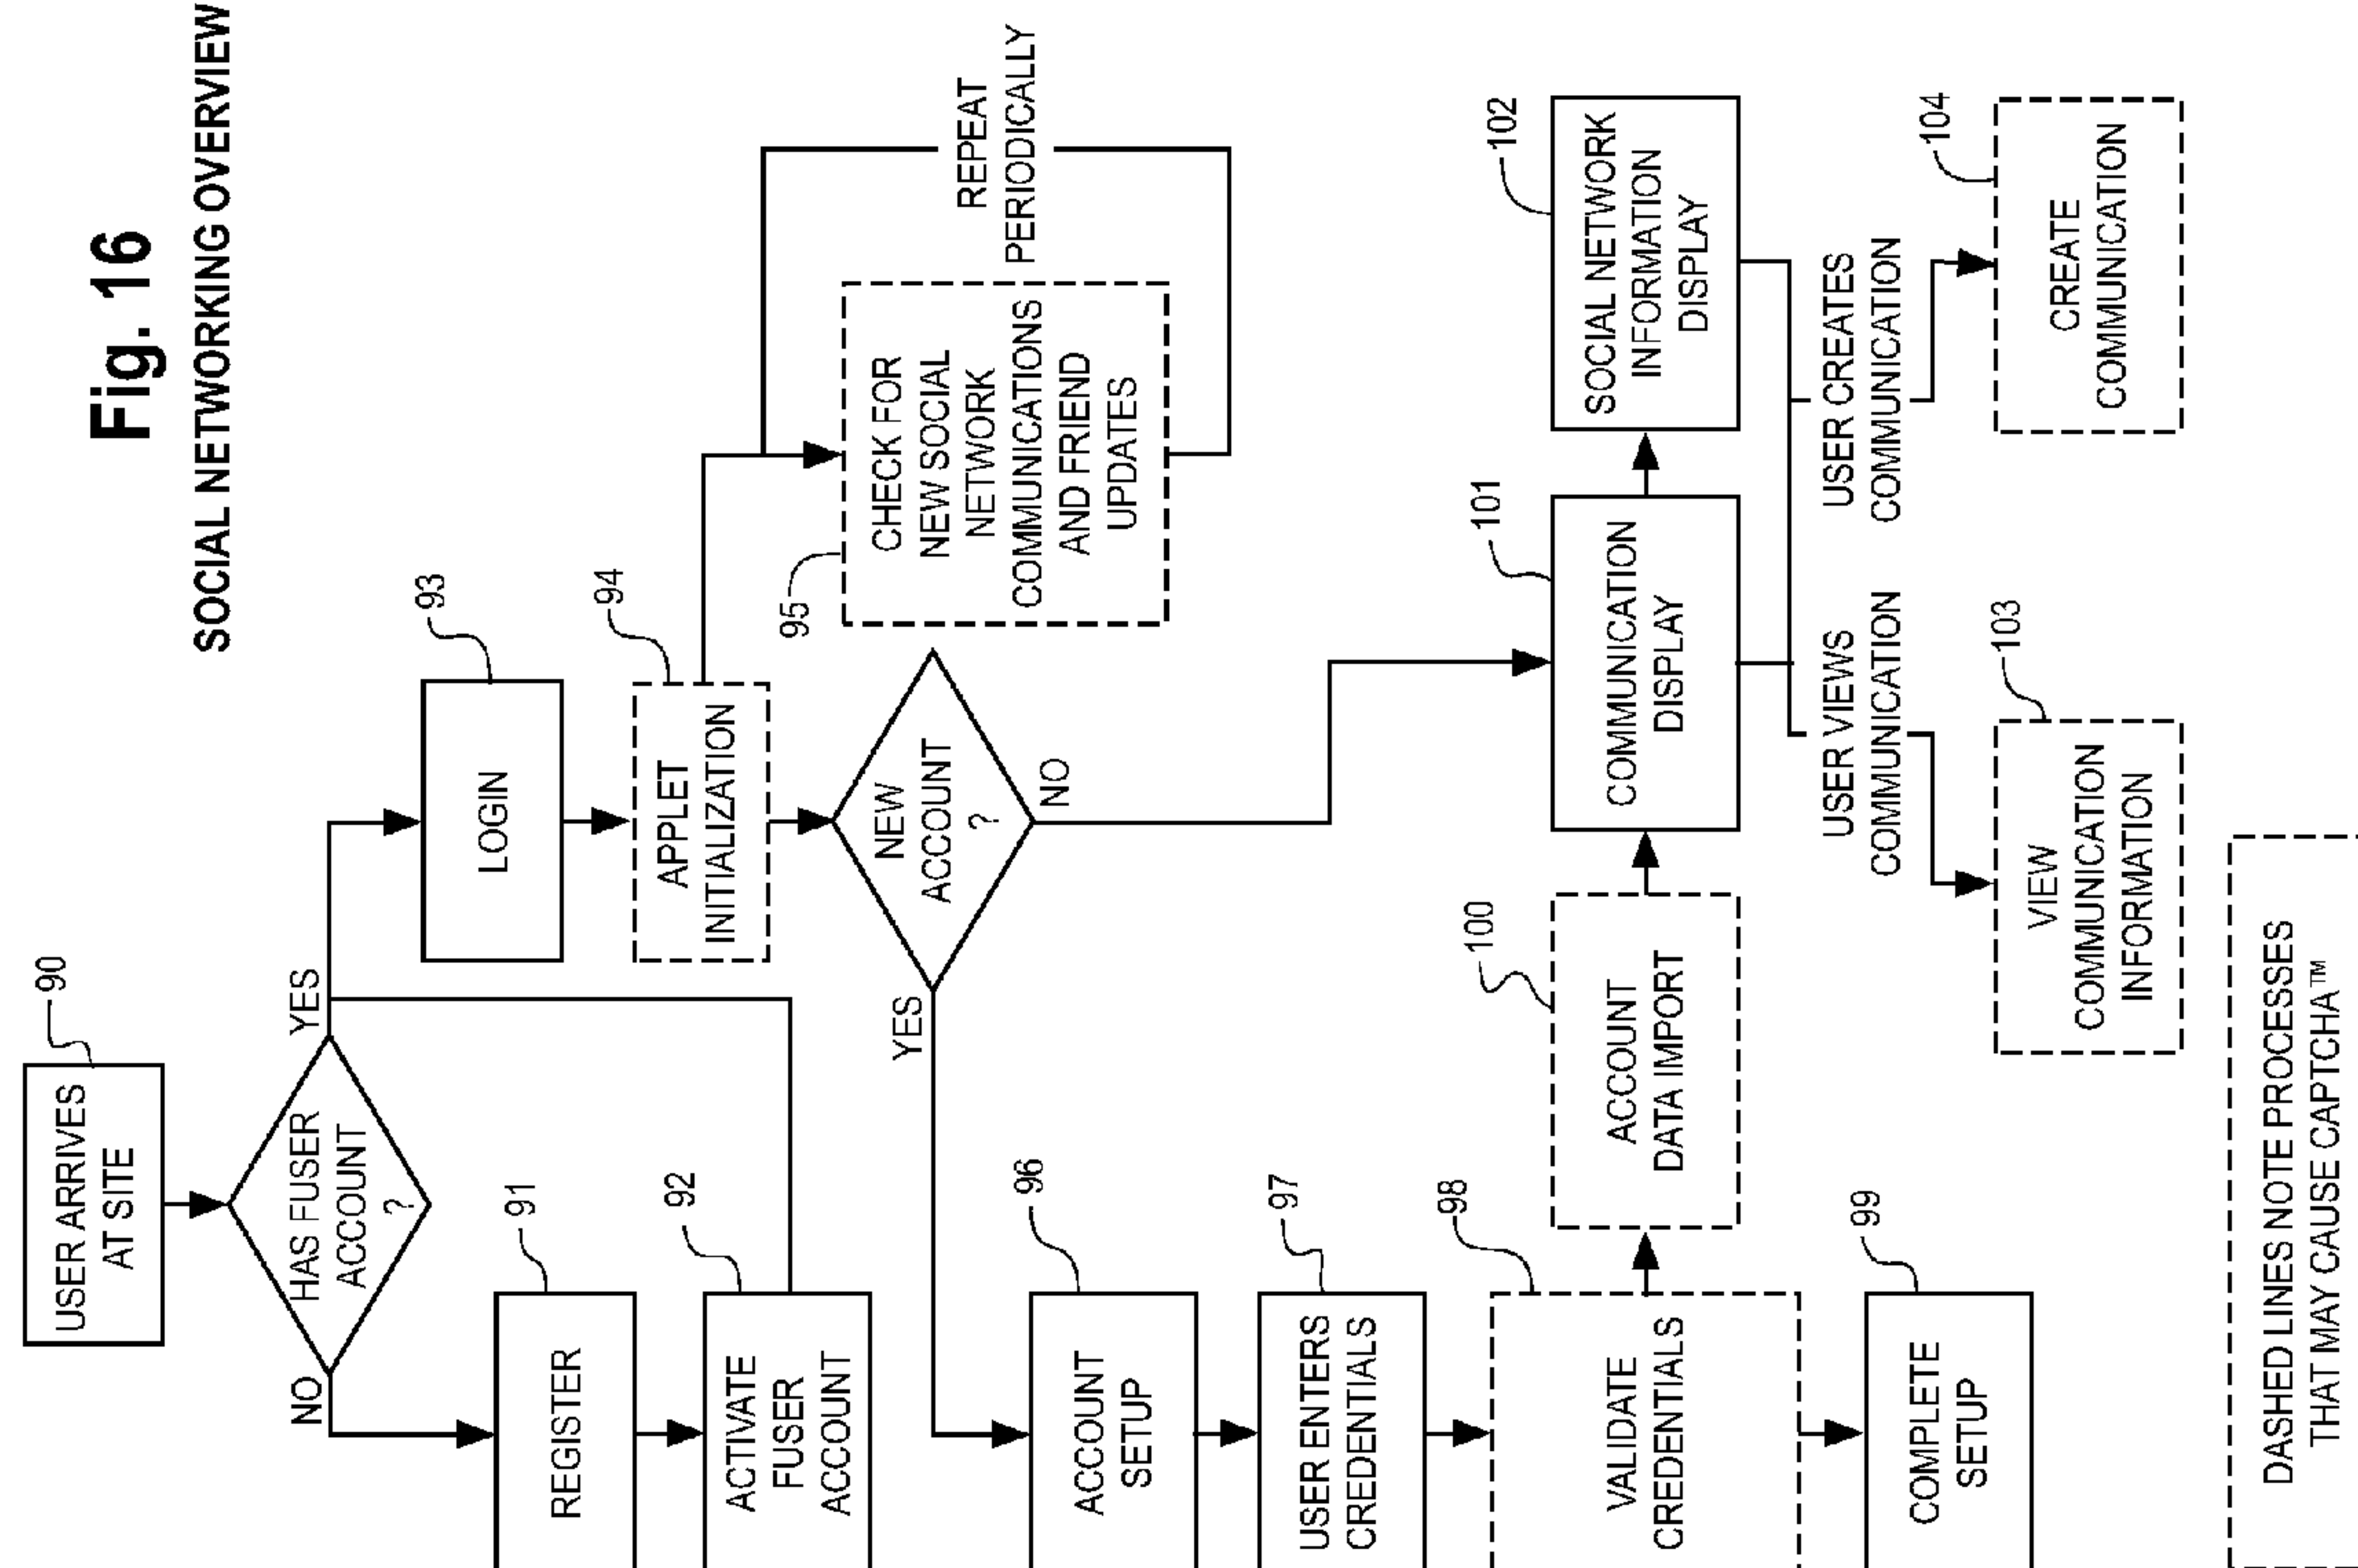 Fig. 16
SOCIAL NETWORKING OVERVIEW
90
USER ARRIVES
AT SITE
HAS FUSER
ACCOUNT
?
NO
YES
91
REGISTER
92
ACTIVATE
FUSER
ACCOUNT
93
LOGIN
94
APPLET
INITIALIZATION
95
CHECK FOR
NEW SOCIAL
NETWORK
COMMUNICATIONS
AND FRIEND
UPDATES
REPEAT
PERIODICALLY
NEW
ACCOUNT
?
YES
NO
96
ACCOUNT
SETUP
97
USER ENTERS
CREDENTIALS
98
VALIDATE
CREDENTIALS
99
COMPLETE
SETUP
100
ACCOUNT
DATA IMPORT
101
COMMUNICATION
DISPLAY
102
SOCIAL NETWORK
INFORMATION
DISPLAY
USER VIEWS
COMMUNICATION
USER CREATES
COMMUNICATION
103
VIEW
COMMUNICATION
INFORMATION
104
CREATE
COMMUNICATION
DASHED LINES NOTE PROCESSES
THAT MAY CAUSE CAPTCHA™